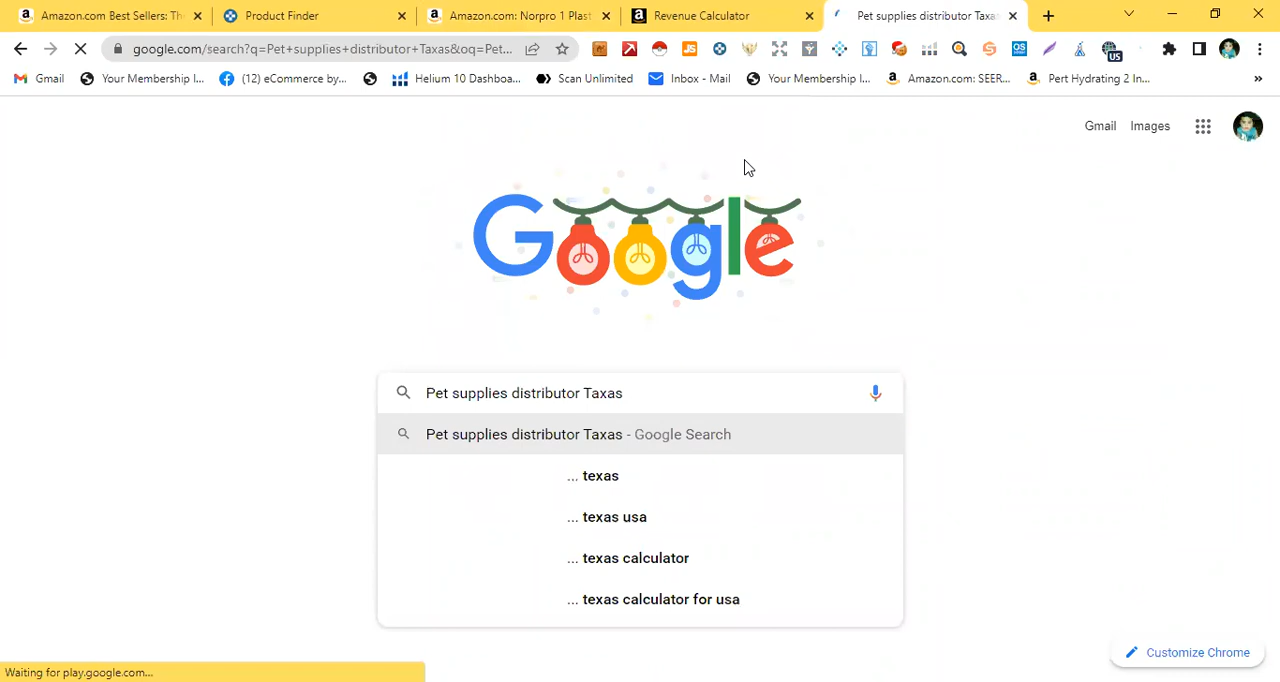 Amazon.com Best Sellers: The
Product Finder
Amazon.com: Norpro 1 Plast
Revenue Calculator
Pet supplies distributor Taxas
google.com/search?q=Pet+supplies+distributor+Taxas&oq=Pet...
US
Gmail
Your Membership I...
(12) eCommerce by...
Helium 10 Dashboa...
Scan Unlimited
Inbox - Mail
Your Membership I...
Amazon.com: SEER...
Pert Hydrating 2 In...
»
Gmail
Images
Google
Pet supplies distributor Taxas
Pet supplies distributor Taxas - Google Search
... texas
... texas usa
... texas calculator
... texas calculator for usa
Customize Chrome
Waiting for play.google.com...